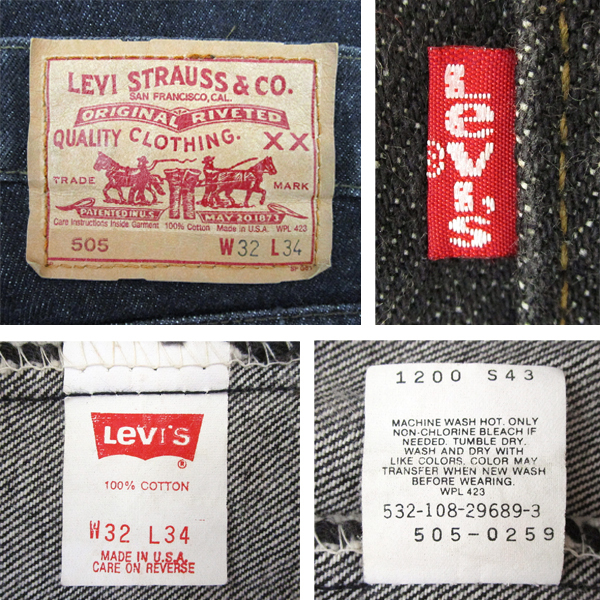 LEVI STRAUSS & CO.
SAN FRANCISCO, CAL.
ORIGINAL RIVETED
QUALITY CLOTHING. XX
TRADE MARK
PATENTED IN U.S. MAY 20 1873
Care Instructions Inside Garment 100% Cotton Made in U.S.A. WPL 423
505 W32 L34
LEVI'S
®
LEVI'S
®
100% COTTON
W32 L34
MADE IN U.S.A.
CARE ON REVERSE
1200 S43
MACHINE WASH HOT. ONLY
NON-CHLORINE BLEACH IF
NEEDED. TUMBLE DRY.
WASH AND DRY WITH
LIKE COLORS. COLOR MAY
TRANSFER WHEN NEW WASH
BEFORE WEARING.
WPL 423
532-108-29689-3
505-0259